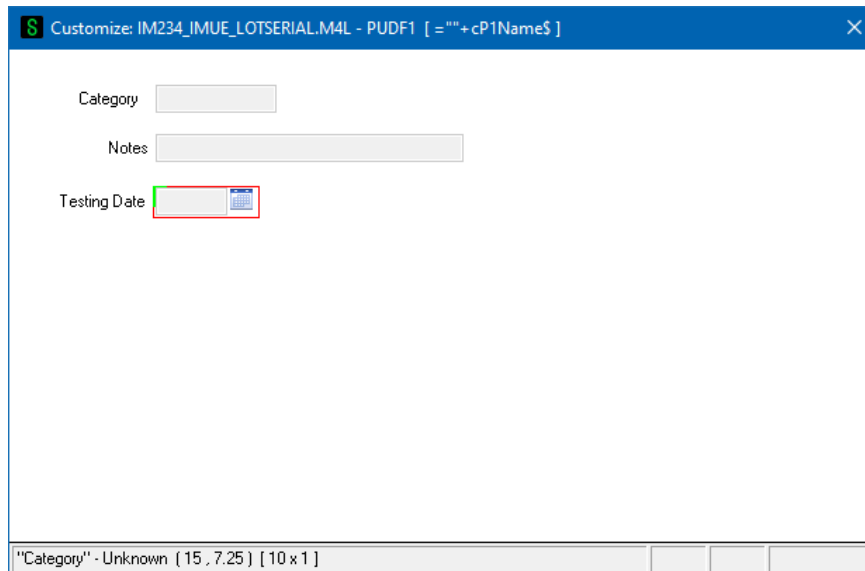 S Customize: IM234_IMUE_LOTSERIAL.M4L - PUDF1 [ =""+cP1Name$ ]
Category
Notes
Testing Date
"Category" - Unknown ( 15 , 7.25 ) [ 10 x 1 ]